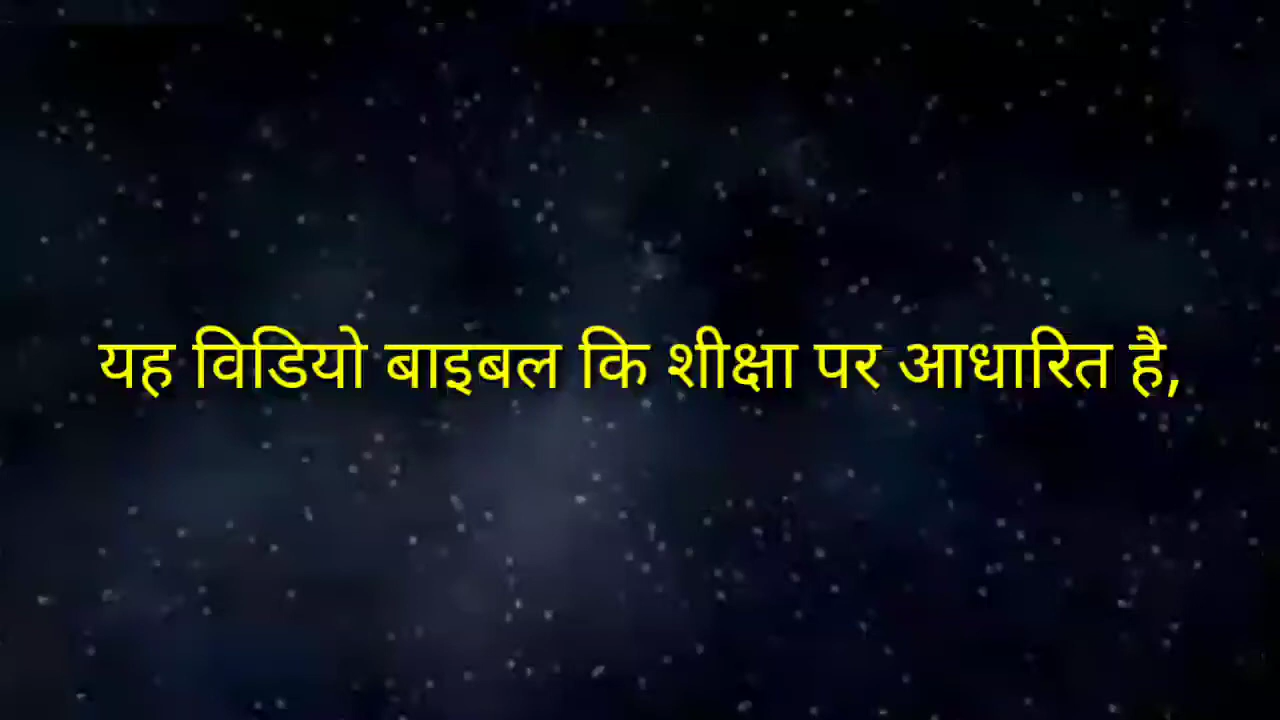 यह विडियो बाइबल कि शीक्षा पर आधारित है,